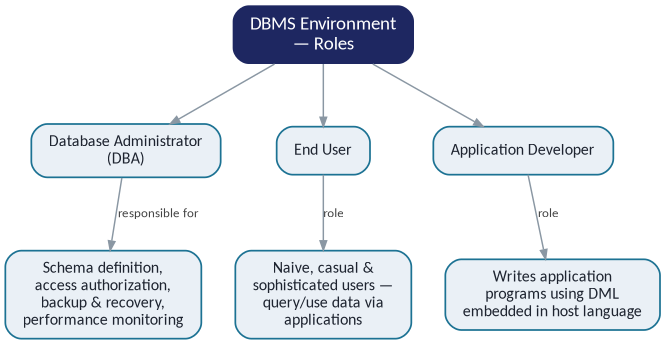 DBMS Environment
— Roles
Database Administrator
(DBA)
End User
Application Developer
responsible for
role
role
Schema definition,
access authorization,
backup & recovery,
performance monitoring
Naive, casual &
sophisticated users —
query/use data via
applications
Writes application
programs using DML
embedded in host language